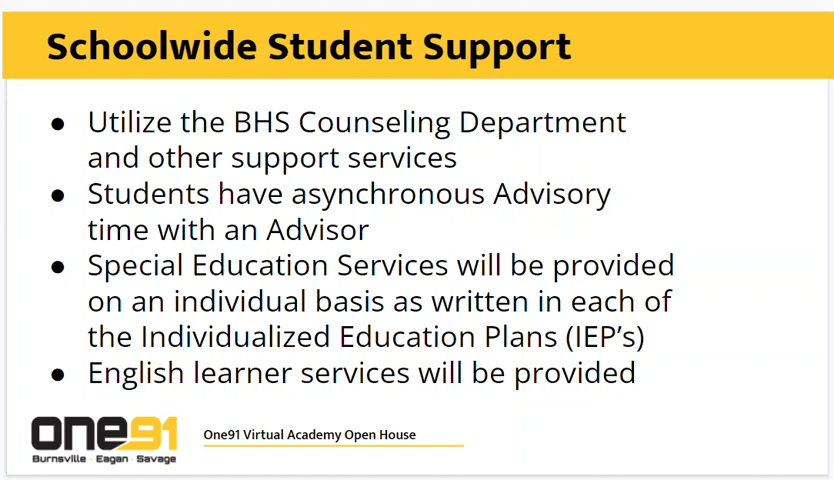 Schoolwide Student Support
● Utilize the BHS Counseling Department
and other support services
● Students have asynchronous Advisory
time with an Advisor
● Special Education Services will be provided
on an individual basis as written in each of
the Individualized Education Plans (IEP’s)
● English learner services will be provided
one91
Burnsville · Eagan · Savage
One91 Virtual Academy Open House